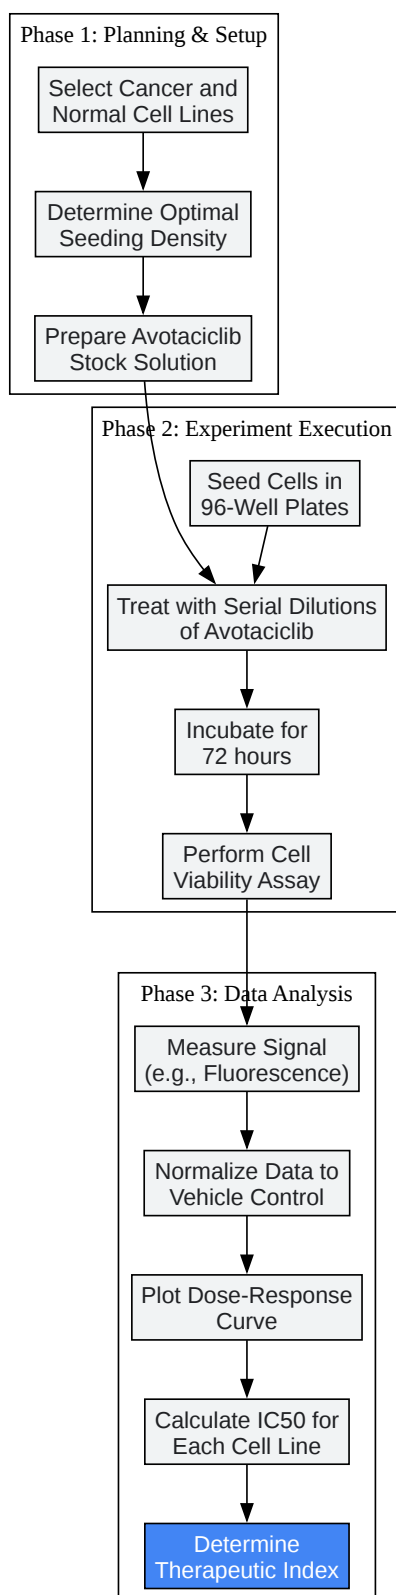 Phase 1: Planning & Setup
Select Cancer and
Normal Cell Lines
Determine Optimal
Seeding Density
Prepare Avotaciclib
Stock Solution
Phase 2: Experiment Execution
Seed Cells in
96-Well Plates
Treat with Serial Dilutions
of Avotaciclib
Incubate for
72 hours
Perform Cell
Viability Assay
Phase 3: Data Analysis
Measure Signal
(e.g., Fluorescence)
Normalize Data to
Vehicle Control
Plot Dose-Response
Curve
Calculate IC50 for
Each Cell Line
Determine
Therapeutic Index